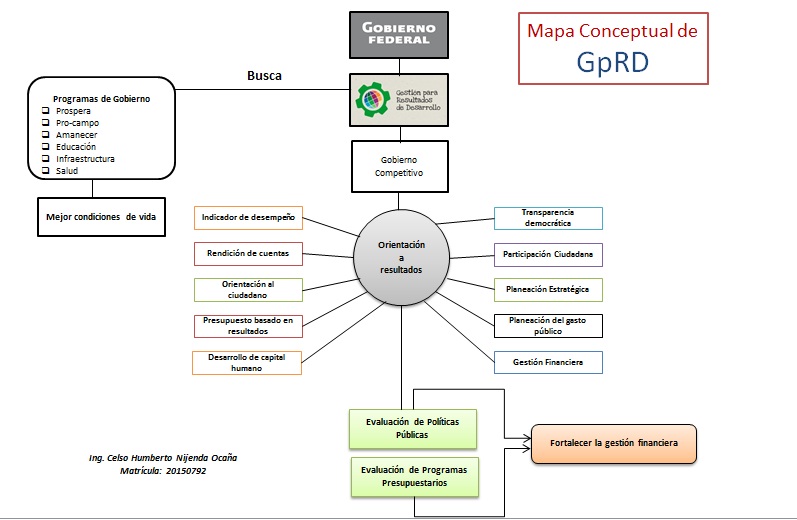 GOBIERNO
FEDERAL
Mapa Conceptual de
GpRD
Busca
Gestión para
Resultados
de Desarrollo
Programas de Gobierno
Prospera
Pro-campo
Amanecer
Educación
Infraestructura
Salud
Gobierno
Competitivo
Mejor condiciones de vida
Indicador de desempeño
Rendición de cuentas
Orientación al
ciudadano
Presupuesto basado en
resultados
Desarrollo de capital
humano
Orientación
a
resultados
Transparencia
democrática
Participación Ciudadana
Planeación Estratégica
Planeación del gasto
público
Gestión Financiera
Evaluación de Políticas
Públicas
Evaluación de Programas
Presupuestarios
Fortalecer la gestión financiera
Ing. Celso Humberto Nijenda Ocaña
Matrícula: 20150792